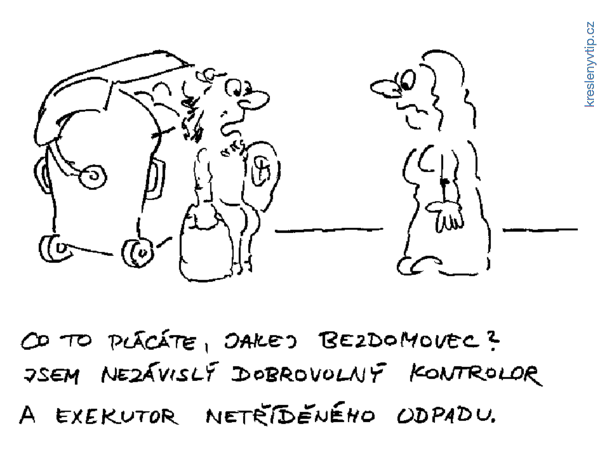 kreslenyvtip.cz
CO TO PLÁCÁTE, JAKEJ BEZDOMOVEC?
JSEM NEZÁVISLÝ DOBROVOLNÝ KONTROLOR
A EXEKUTOR NETŘÍDĚNÉHO ODPADU.